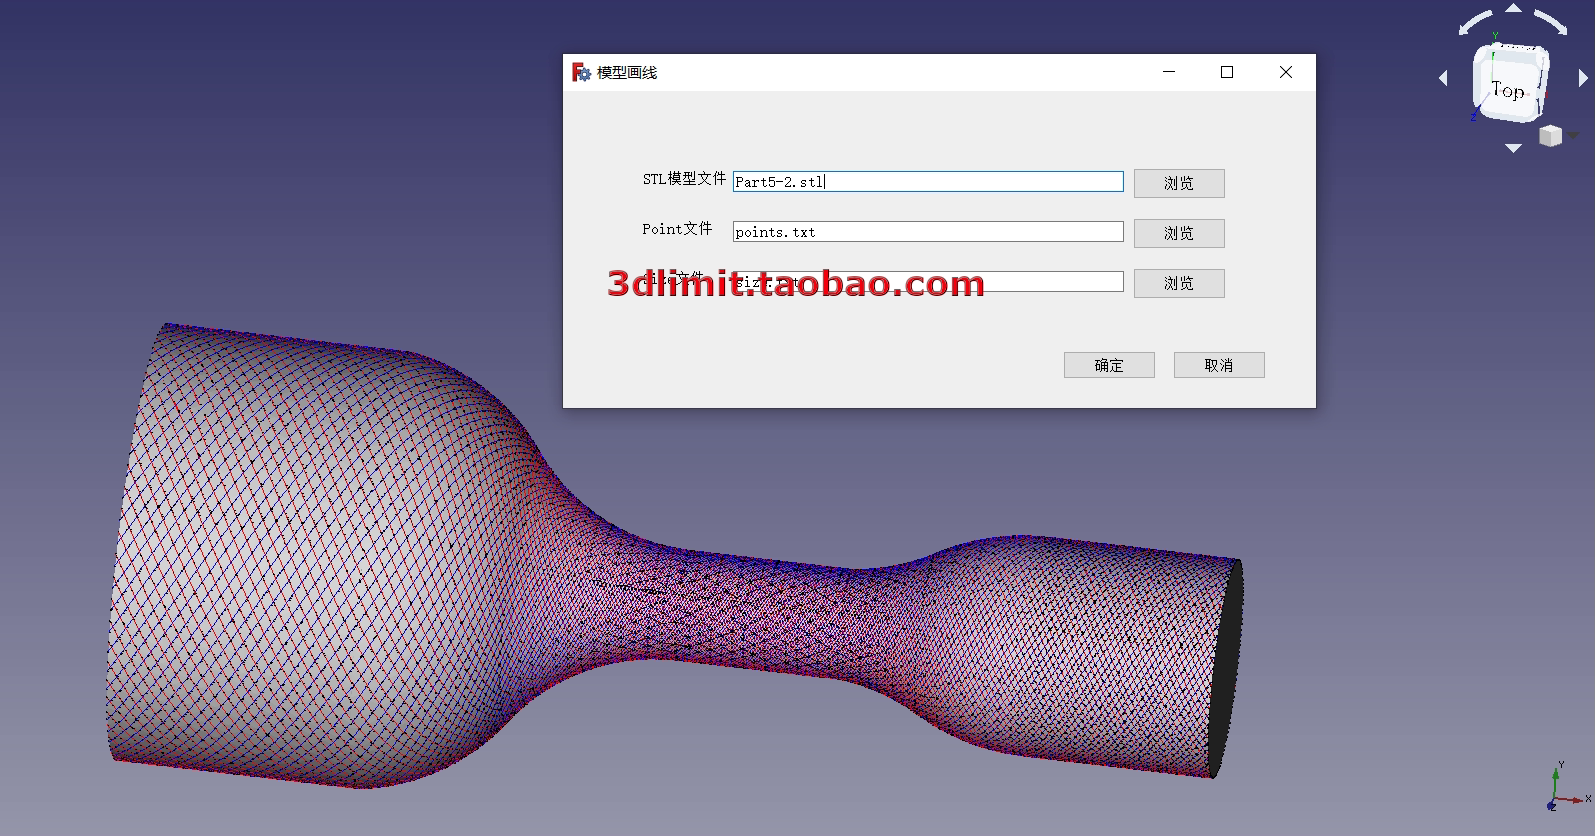 模型画线
STL模型文件 Part5-2.stl 浏览
Point文件 points.txt 浏览
浏览
3dlimit.taobao.com
确定 取消
Y
Top
Z
Y
X
Z